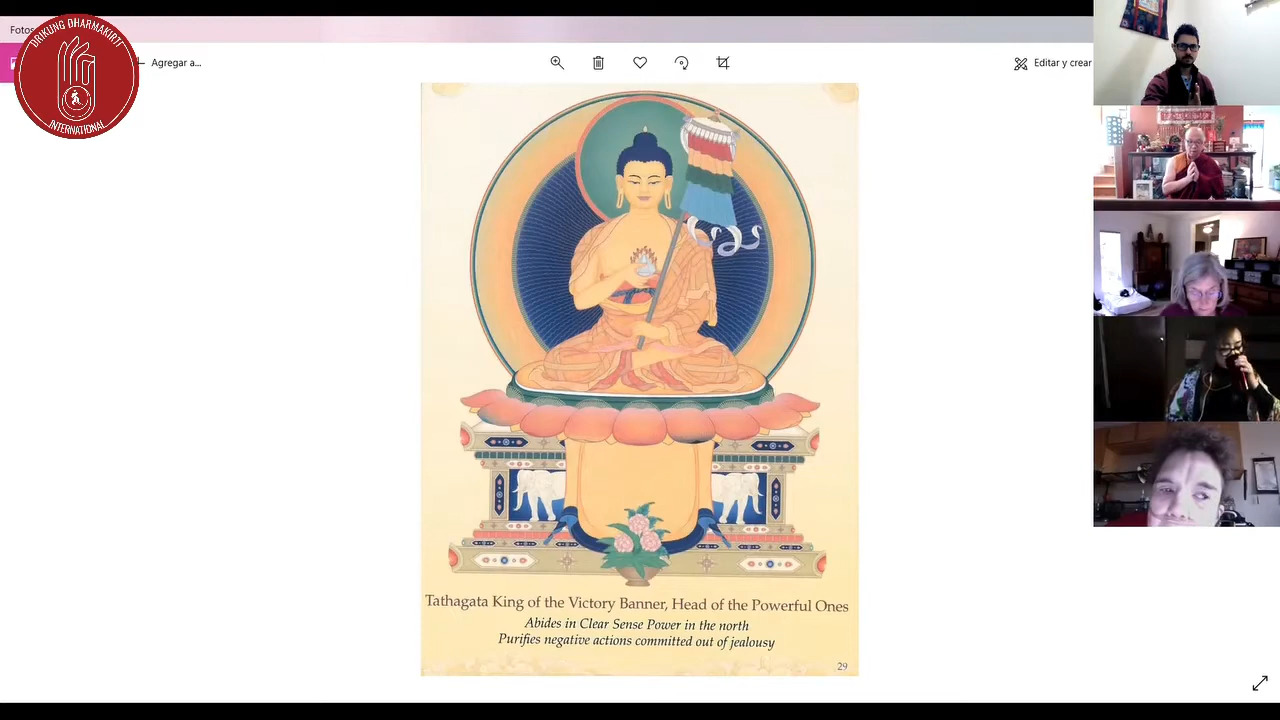 Fotos
DRIKUNG DHARMAKIRTI
INTERNATIONAL
Agregar a...
Editar y crear
Tathagata King of the Victory Banner, Head of the Powerful Ones
Abides in Clear Sense Power in the north
Purifies negative actions committed out of jealousy
29